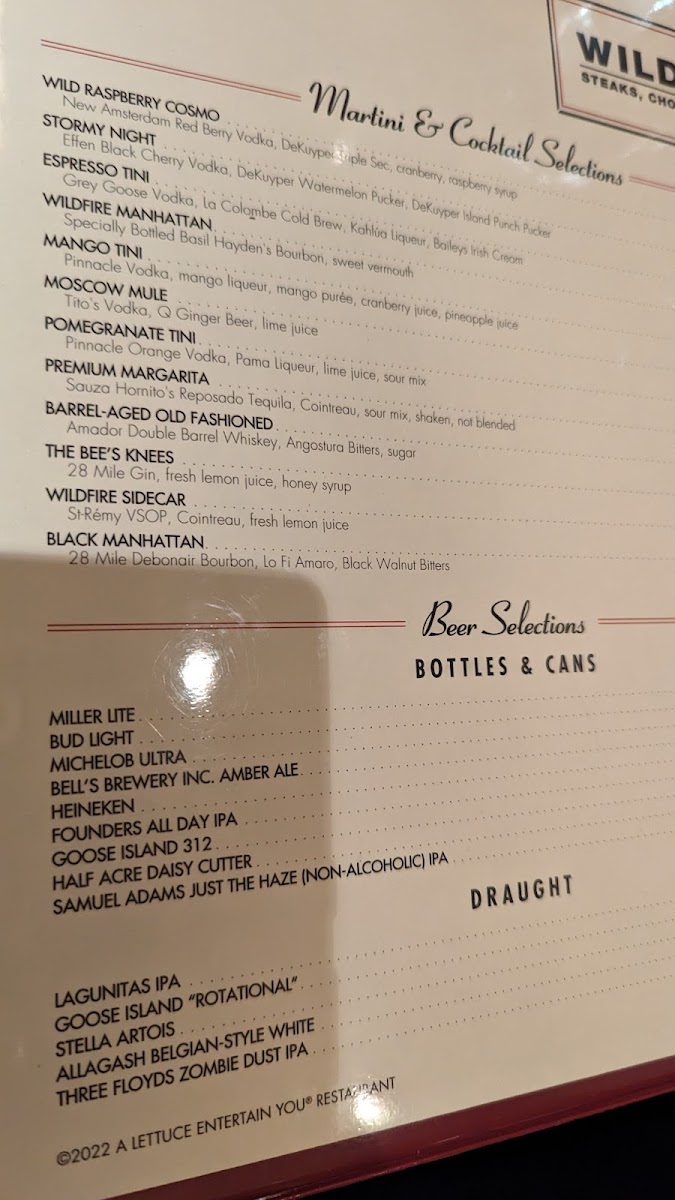 WILD
STEAKS, CHO
Martini & Cocktail Selections
WILD RASPBERRY COSMO
New Amsterdam Red Berry Vodka, DeKuyper Triple Sec, cranberry, raspberry syrup
STORMY NIGHT
Effen Black Cherry Vodka, DeKuyper Watermelon Pucker, DeKuyper Island Punch Pucker
ESPRESSO TINI
Grey Goose Vodka, La Colombe Cold Brew, Kahlúa Liqueur, Baileys Irish Cream
WILDFIRE MANHATTAN
Specially Bottled Basil Hayden's Bourbon, sweet vermouth
MANGO TINI
Pinnacle Vodka, mango liqueur, mango purée, cranberry juice, pineapple juice
MOSCOW MULE
Tito's Vodka, Q Ginger Beer, lime juice
POMEGRANATE TINI
Pinnacle Orange Vodka, Pama Liqueur, lime juice, sour mix
PREMIUM MARGARITA
Sauza Hornito's Reposado Tequila, Cointreau, sour mix, shaken, not blended
BARREL-AGED OLD FASHIONED
Amador Double Barrel Whiskey, Angostura Bitters, sugar
THE BEE'S KNEES
28 Mile Gin, fresh lemon juice, honey syrup
WILDFIRE SIDECAR
St-Rémy VSOP, Cointreau, fresh lemon juice
BLACK MANHATTAN
28 Mile Debonair Bourbon, Lo Fi Amaro, Black Walnut Bitters
Beer Selections
BOTTLES & CANS
MILLER LITE
BUD LIGHT
MICHELOB ULTRA
BELL'S BREWERY INC. AMBER ALE
HEINEKEN
FOUNDERS ALL DAY IPA
GOOSE ISLAND 312
HALF ACRE DAISY CUTTER
SAMUEL ADAMS JUST THE HAZE (NON-ALCOHOLIC) IPA
DRAUGHT
LAGUNITAS IPA
GOOSE ISLAND "ROTATIONAL"
STELLA ARTOIS
ALLAGASH BELGIAN-STYLE WHITE
THREE FLOYDS ZOMBIE DUST IPA
©2022 A LETTUCE ENTERTAIN YOU® RESTAURANT